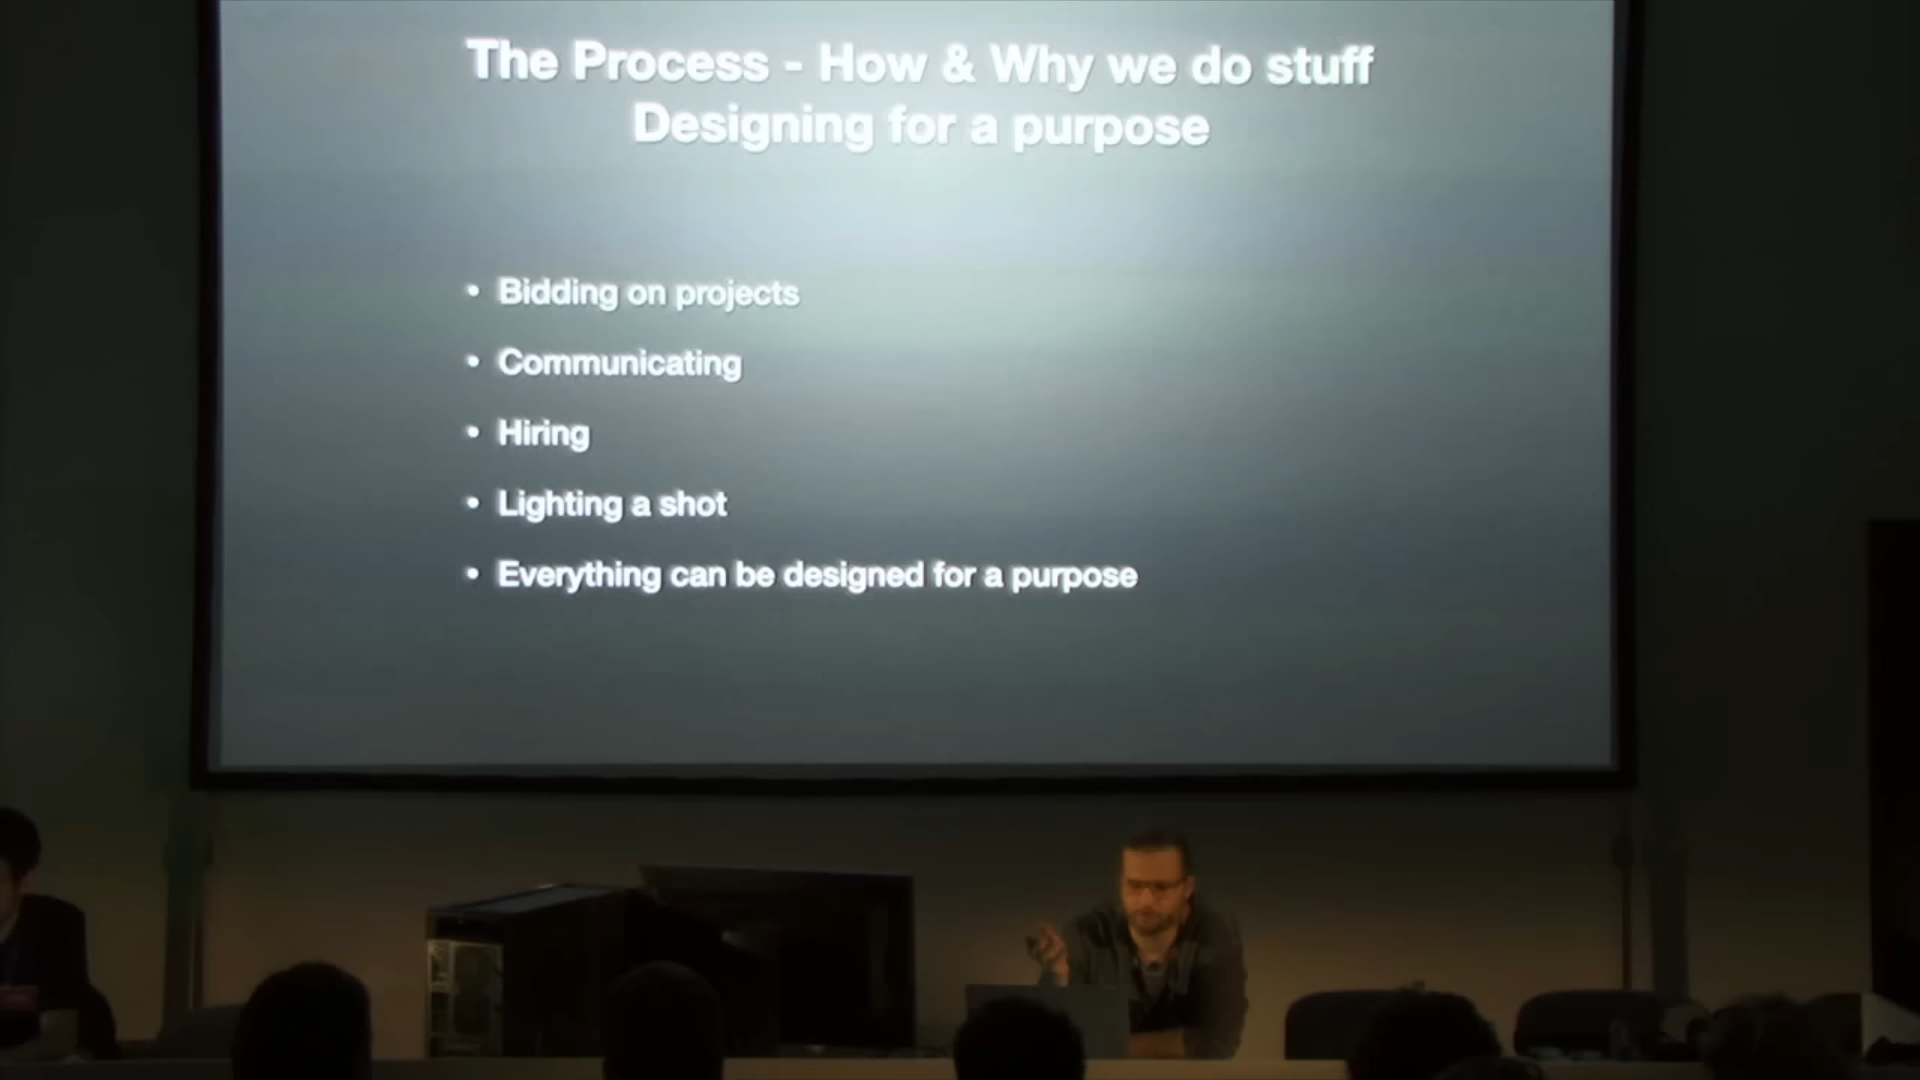 The Process - How & Why we do stuff
Designing for a purpose
• Bidding on projects
• Communicating
• Hiring
• Lighting a shot
• Everything can be designed for a purpose